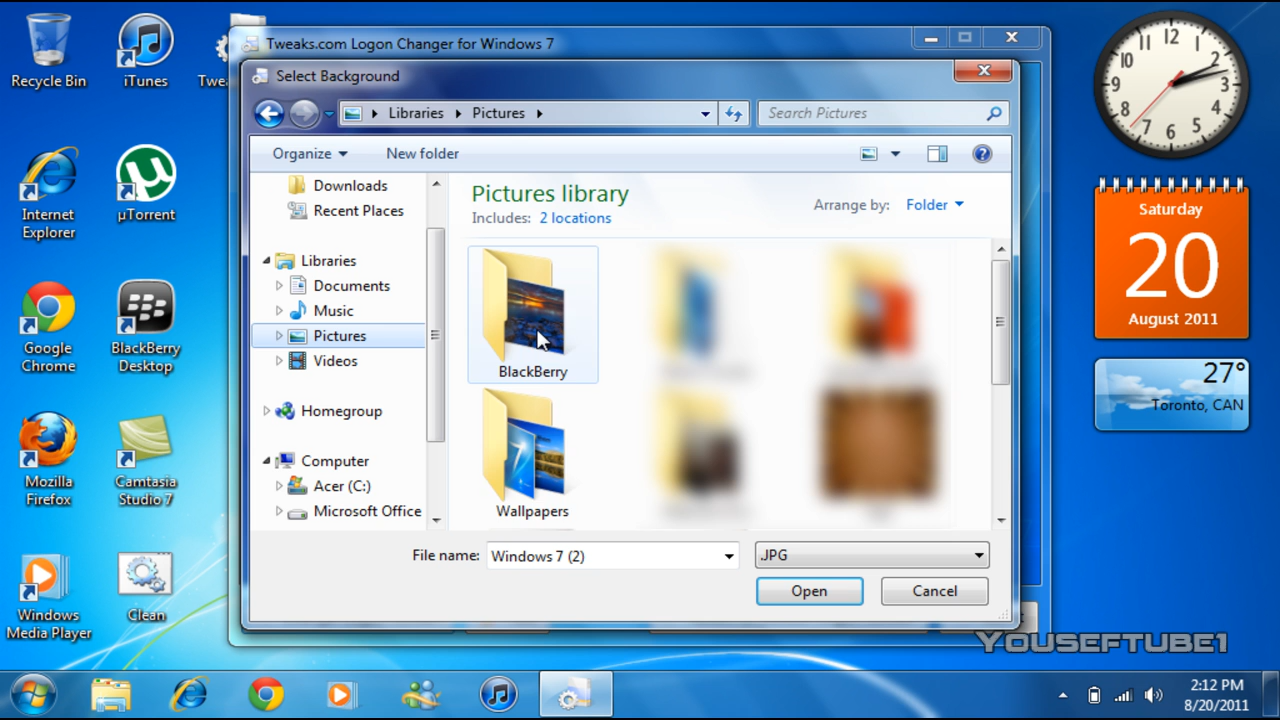 Recycle Bin
iTunes
Internet
Explorer
µTorrent
Google
Chrome
BlackBerry
Desktop
Mozilla
Firefox
Camtasia
Studio 7
Windows
Media Player
Clean
Tweaks.com Logon Changer for Windows 7
Select Background
Libraries
Pictures
Search Pictures
Organize
New folder
Downloads
Recent Places
Libraries
Documents
Music
Pictures
Videos
Homegroup
Computer
Acer (C:)
Microsoft Office
Pictures library
Includes: 2 locations
Arrange by: Folder
BlackBerry
Wallpapers
File name: Windows 7 (2)
.JPG
Open
Cancel
12
1
2
3
4
5
6
7
8
9
10
11
Saturday
20
August 2011
27°
Toronto, CAN
YOUSEFTUBE1
2:12 PM
8/20/2011